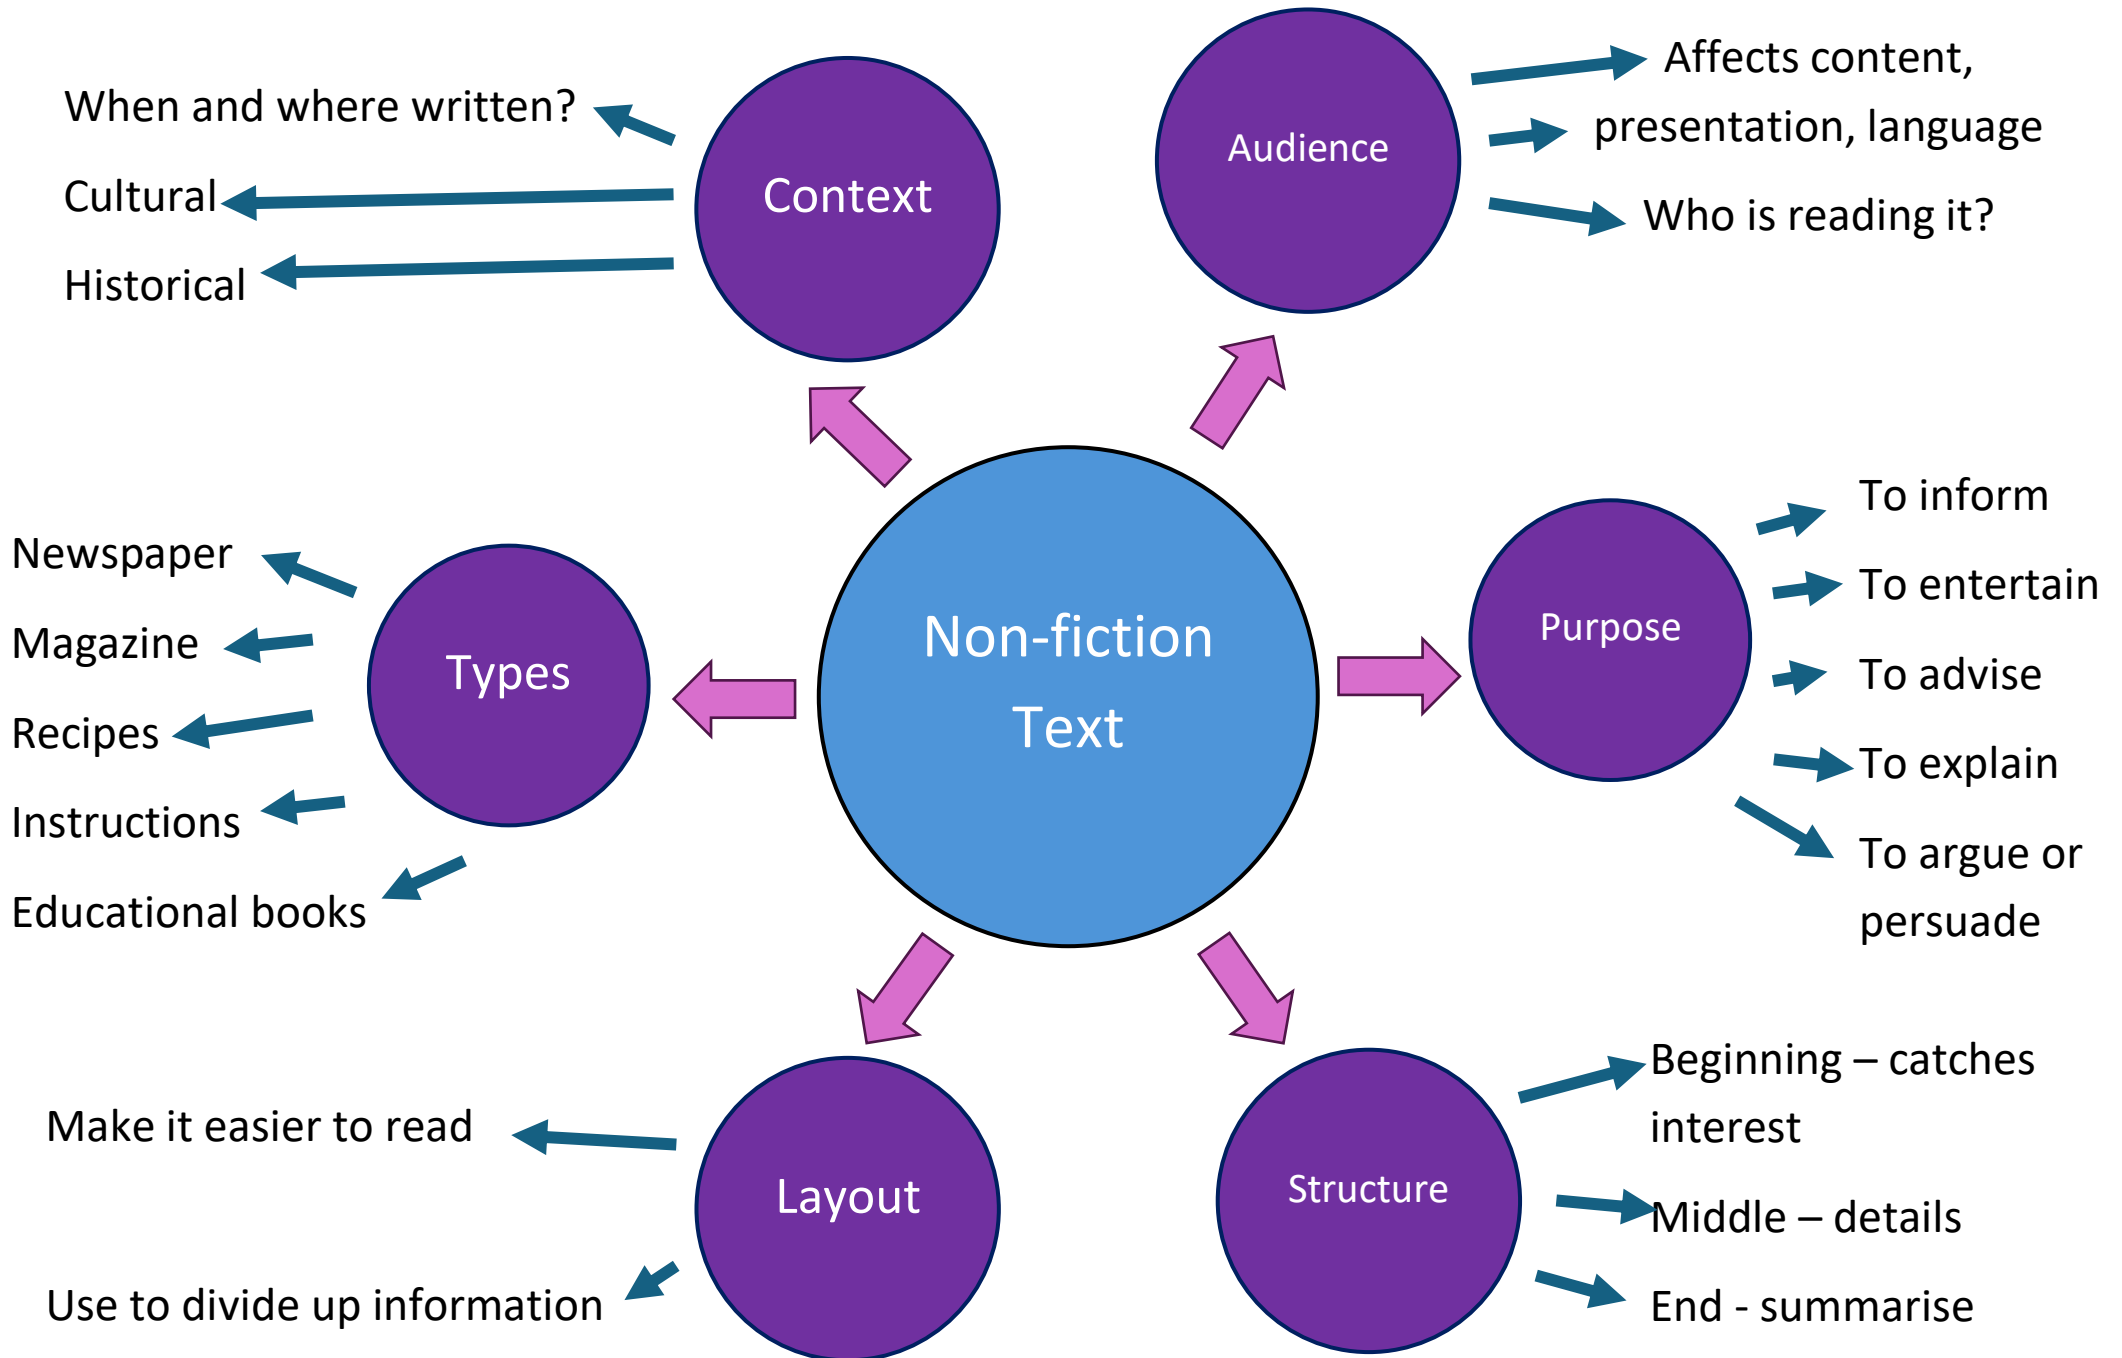 Non-fiction
Text
Context
When and where written?
Cultural
Historical
Audience
Affects content,
presentation, language
Who is reading it?
Purpose
To inform
To entertain
To advise
To explain
To argue or
persuade
Structure
Beginning – catches
interest
Middle – details
End - summarise
Layout
Make it easier to read
Use to divide up information
Types
Newspaper
Magazine
Recipes
Instructions
Educational books